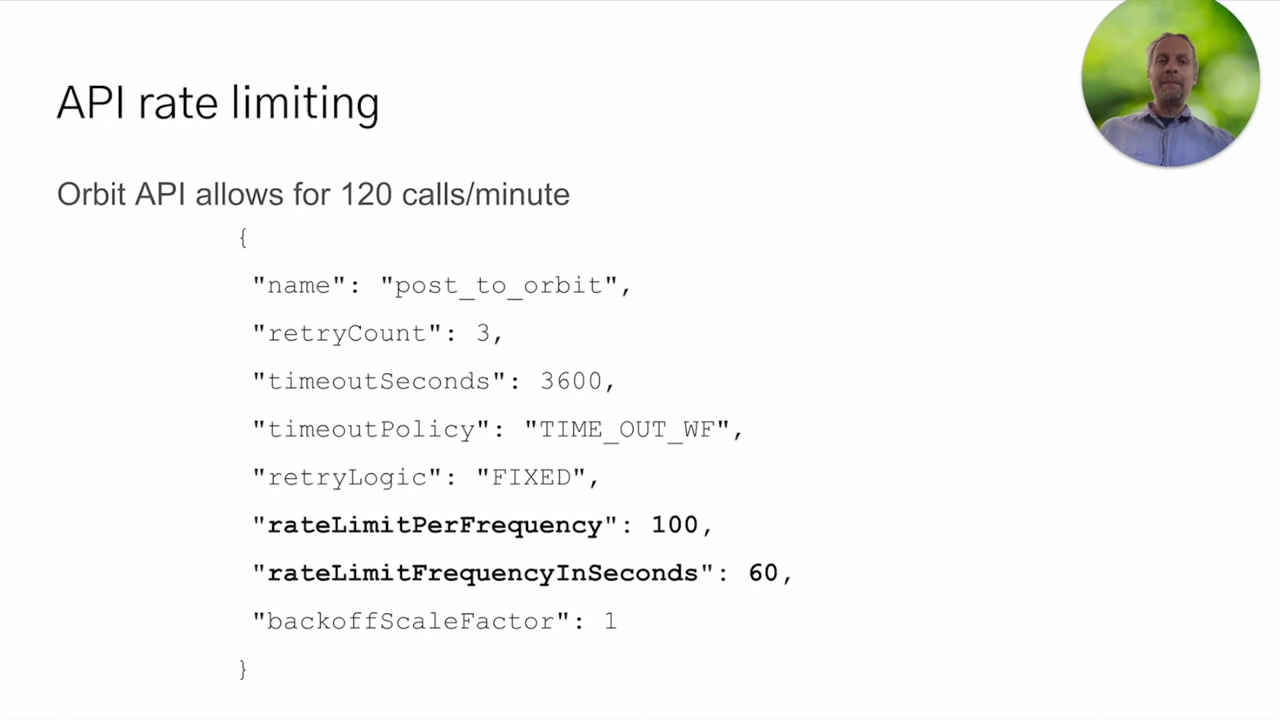 API rate limiting
Orbit API allows for 120 calls/minute
{
"name": "post_to_orbit",
"retryCount": 3,
"timeoutSeconds": 3600,
"timeoutPolicy": "TIME_OUT_WF",
"retryLogic": "FIXED",
"rateLimitPerFrequency": 100,
"rateLimitFrequencyInSeconds": 60,
"backoffScaleFactor": 1
}